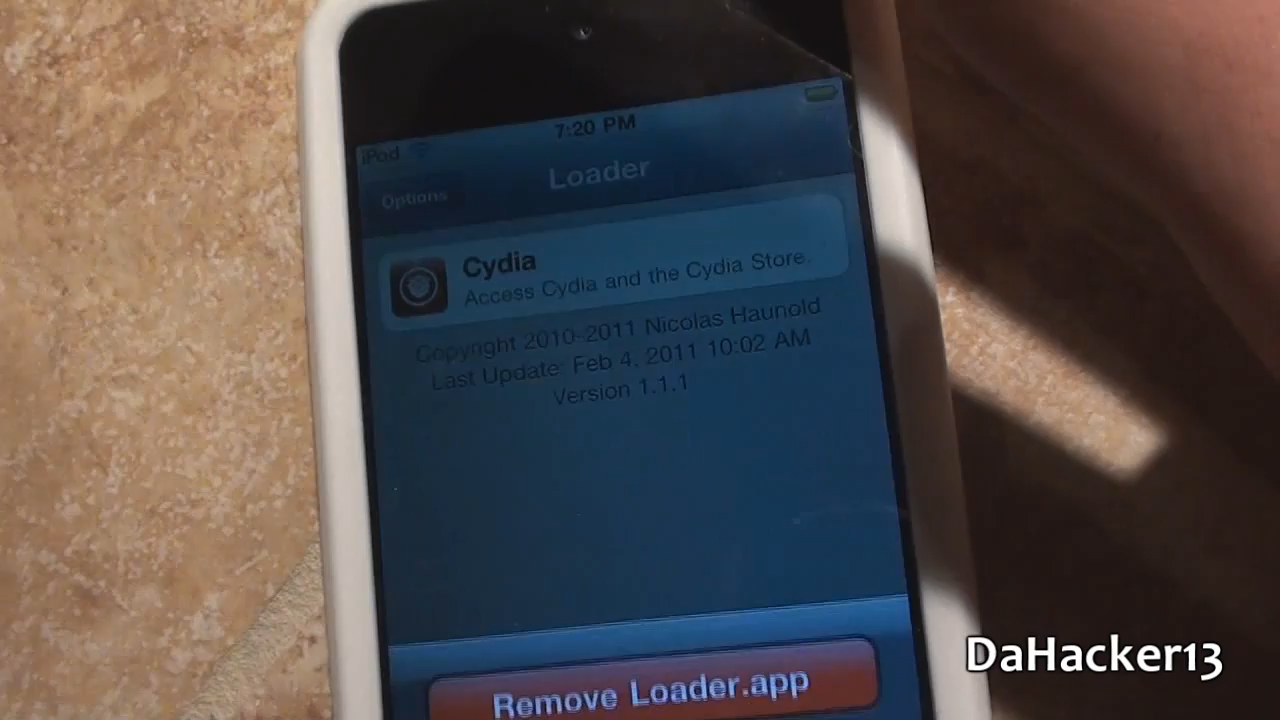 7:20 PM
iPod
Loader
Options
Cydia
Access Cydia and the Cydia Store.
Copyright 2010-2011 Nicolas Haunold
Last Update: Feb 4, 2011 10:02 AM
Version 1.1.1
Remove Loader.app
DaHacker13